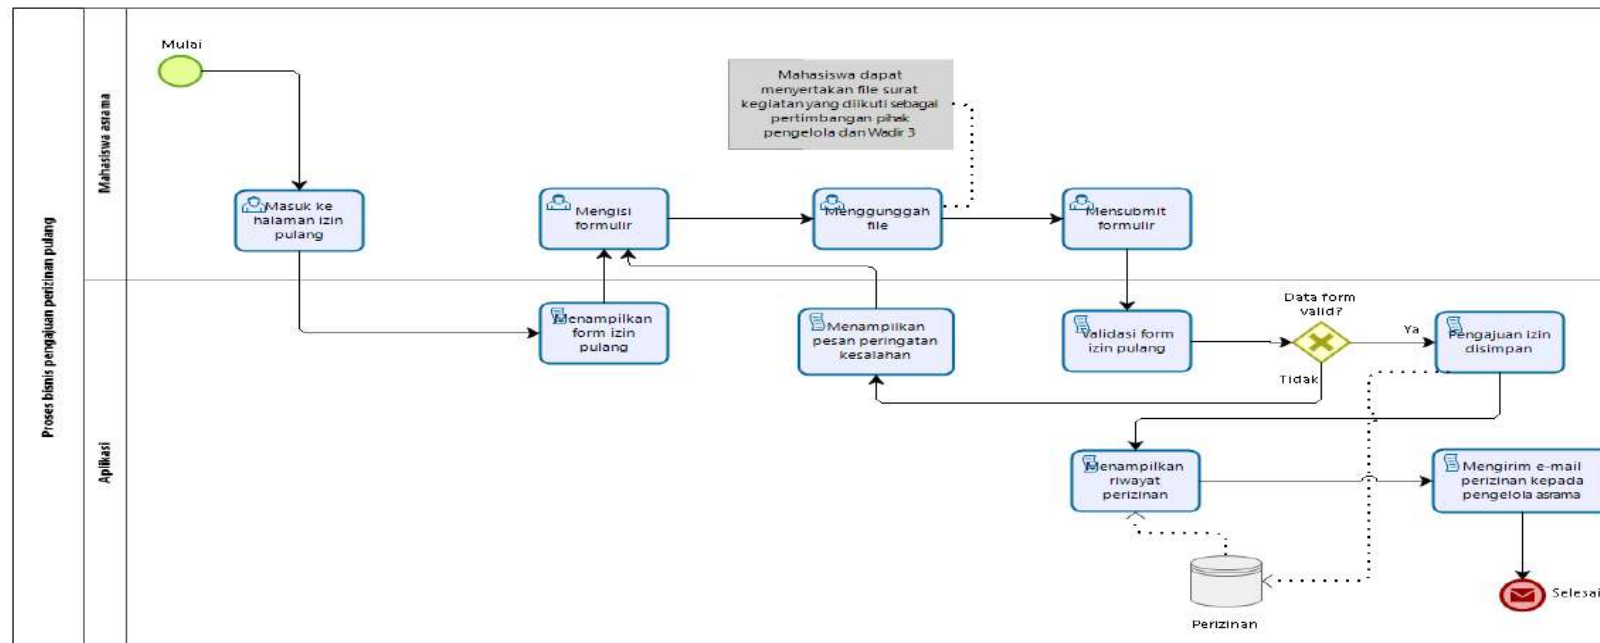 Proses bisnis pengajuan perizinan pulang
Mahasiswa asrama
Mulai
Masuk ke
halaman izin
pulang
Mengisi
formulir
Mahasiswa dapat
menyertakan file surat
kegiatan yang diikuti sebagai
pertimbangan pihak
pengelola dan Wadir 3
Menggunggah
file
Mensubmit
formulir
Aplikasi
Menampilkan
form izin
pulang
Menampilkan
pesan peringatan
kesalahan
Validasi form
izin pulang
Data form
valid?
Ya
Tidak
Pengajuan izin
disimpan
Menampilkan
riwayat
perizinan
Mengirim e-mail
perizinan kepada
pengelola asrama
Perizinan
Selesai